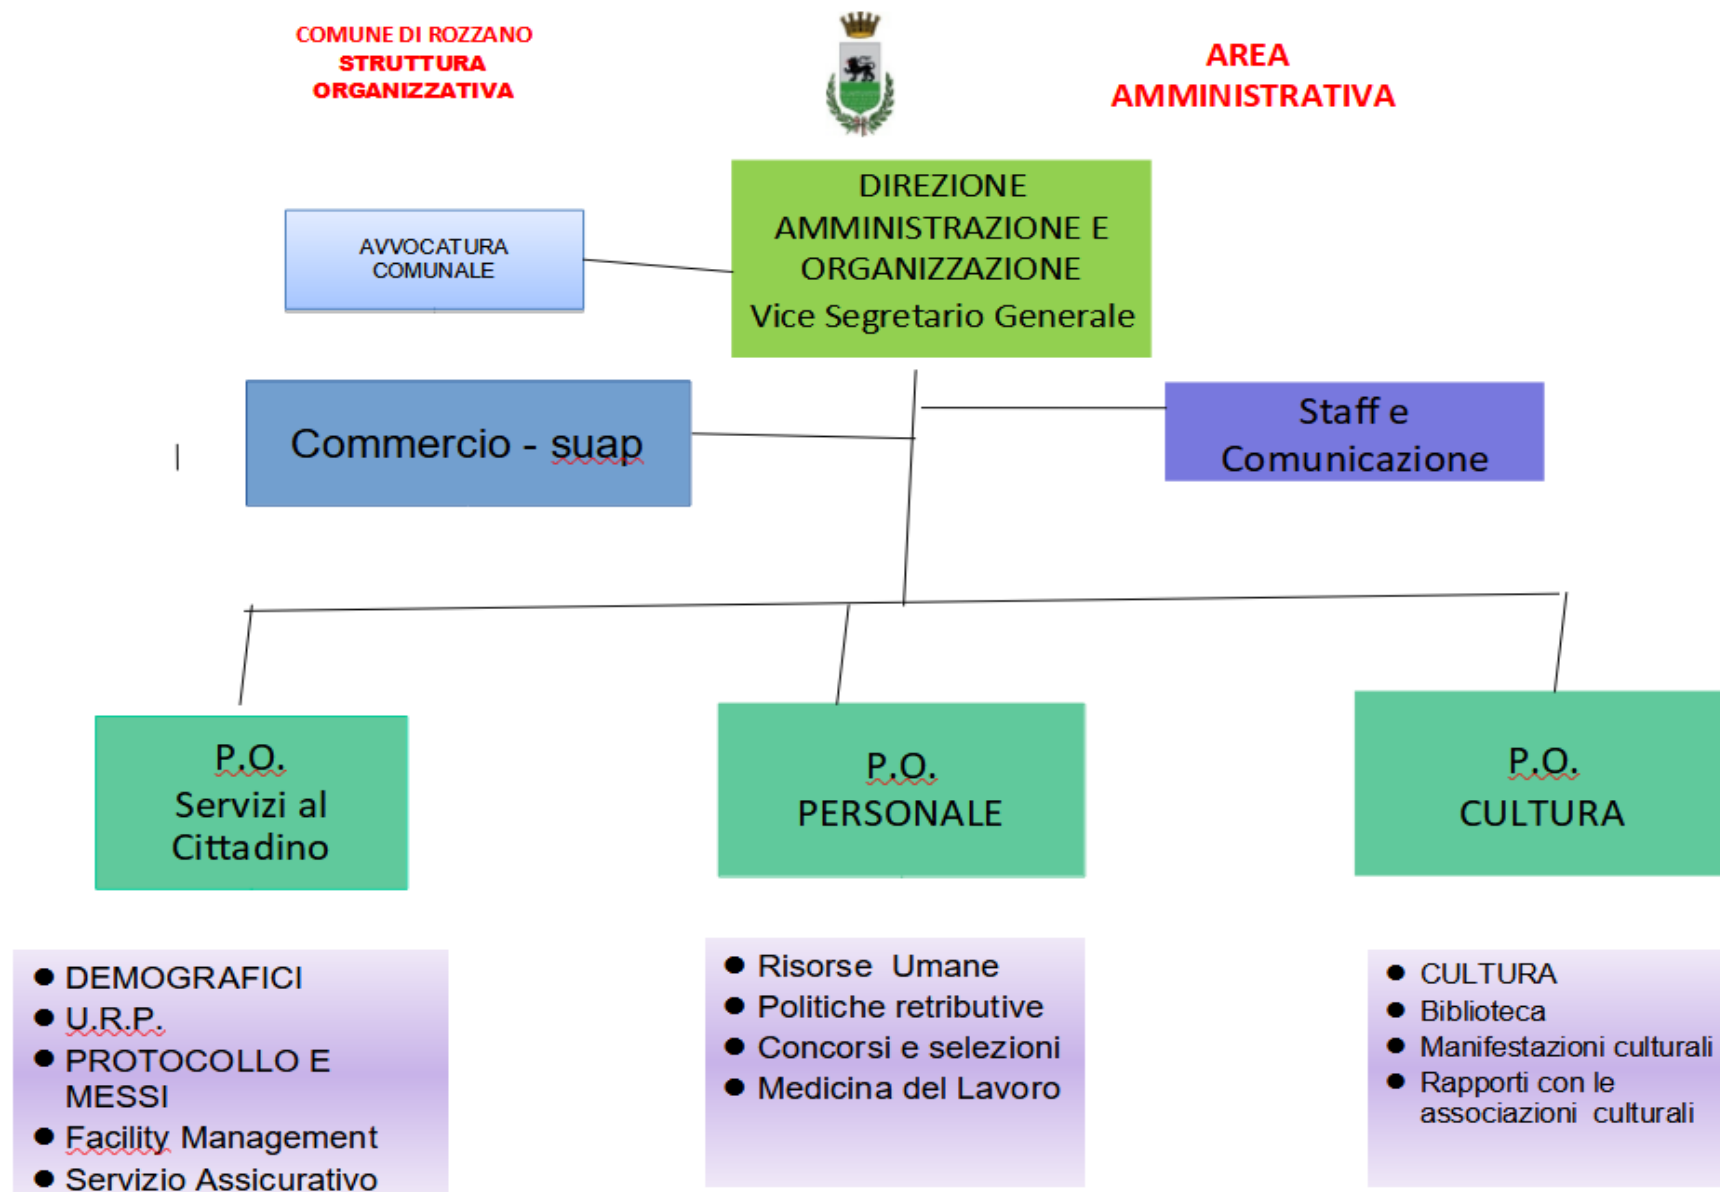 COMUNE DI ROZZANO
STRUTTURA
ORGANIZZATIVA
AREA
AMMINISTRATIVA
DIREZIONE
AMMINISTRAZIONE E
ORGANIZZAZIONE
Vice Segretario Generale
AVVOCATURA
COMUNALE
Commercio - suap
Staff e
Comunicazione
P.O.
Servizi al
Cittadino
P.O.
PERSONALE
P.O.
CULTURA
● DEMOGRAFICI
● U.R.P.
● PROTOCOLLO E
MESSI
● Facility Management
● Servizio Assicurativo
● Risorse Umane
● Politiche retributive
● Concorsi e selezioni
● Medicina del Lavoro
● CULTURA
● Biblioteca
● Manifestazioni culturali
● Rapporti con le
associazioni culturali